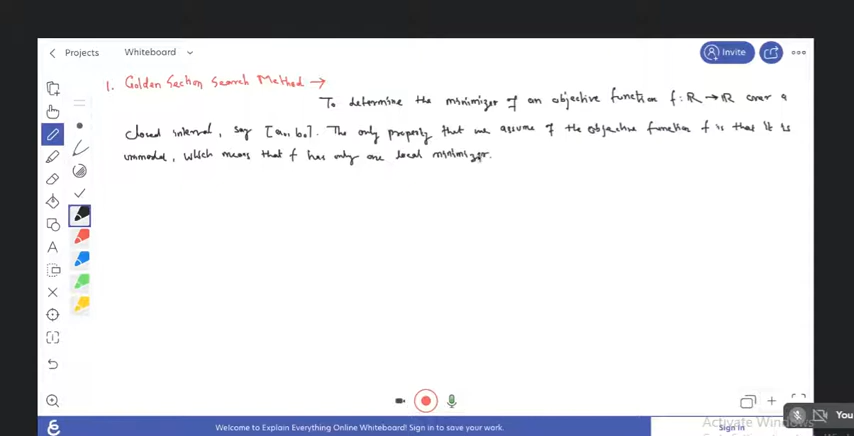 Projects
Whiteboard
Invite
1. Golden Section Search Method →
To determine the minimizer of an objective function f : ℝ → ℝ over a
closed interval, say [a₀, b₀]. The only property that we assume of the objective function f is that it is
unimodal, which means that f has only one local minimizer.
A
You
Activate Windows
Welcome to Explain Everything Online Whiteboard! Sign in to save your work.
Sign in